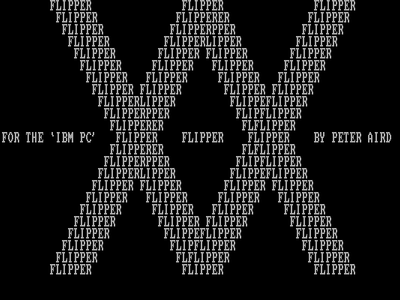 FLIPPER FLIPPER FLIPPER
FLIPPER FLIPPERER FLIPPER
FLIPPER FLIPPERPPER FLIPPER
FLIPPER FLIPPERLIPPER FLIPPER
FLIPPER FLIPPER FLIPPER FLIPPER
FLIPPER FLIPPER FLIPPER FLIPPER
FLIPPER FLIPPER FLIPPER FLIPPER
FLIPPER FLIPPER FLIPPER FLIPPER
FLIPPERLIPPER FLIPPEFLIPPER
FLIPPERPPER FLIPFLIPPER
FLIPPERER FLFLIPPER
FOR THE 'IBM PC' FLIPPER FLIPPER FLIPPER BY PETER AIRD
FLIPPERER FLFLIPPER
FLIPPERPPER FLIPFLIPPER
FLIPPERLIPPER FLIPPEFLIPPER
FLIPPER FLIPPER FLIPPER FLIPPER
FLIPPER FLIPPER FLIPPER FLIPPER
FLIPPER FLIPPER FLIPPER FLIPPER
FLIPPER FLIPPER FLIPPER FLIPPER
FLIPPER FLIPPEFLIPPER FLIPPER
FLIPPER FLIPFLIPPER FLIPPER
FLIPPER FLFLIPPER FLIPPER
FLIPPER FLIPPER FLIPPER